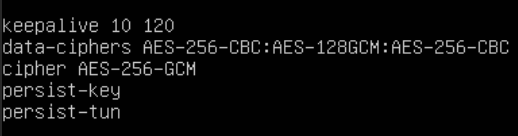 keepalive 10 120
data-ciphers AES-256-CBC:AES-128GCM:AES-256-CBC
cipher AES-256-GCM
persist-key
persist-tun